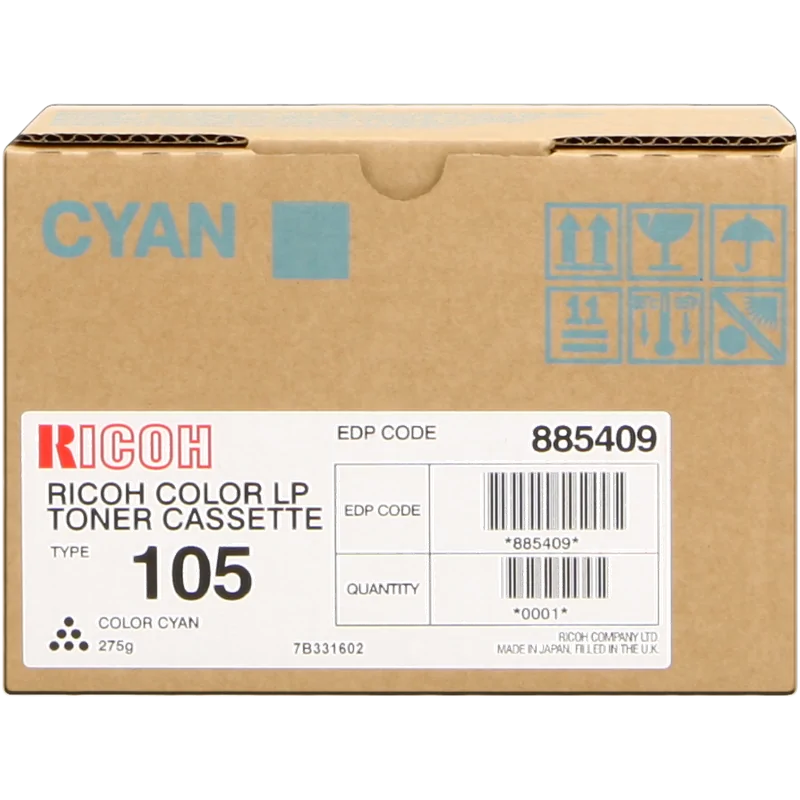 CYAN
11
RICOH
RICOH COLOR LP
TONER CASSETTE
TYPE 105
COLOR CYAN
275g
7B331602
EDP CODE 885409
EDP CODE
*885409*
QUANTITY
*0001*
RICOH COMPANY LTD
MADE IN JAPAN, FILLED IN THE U.K